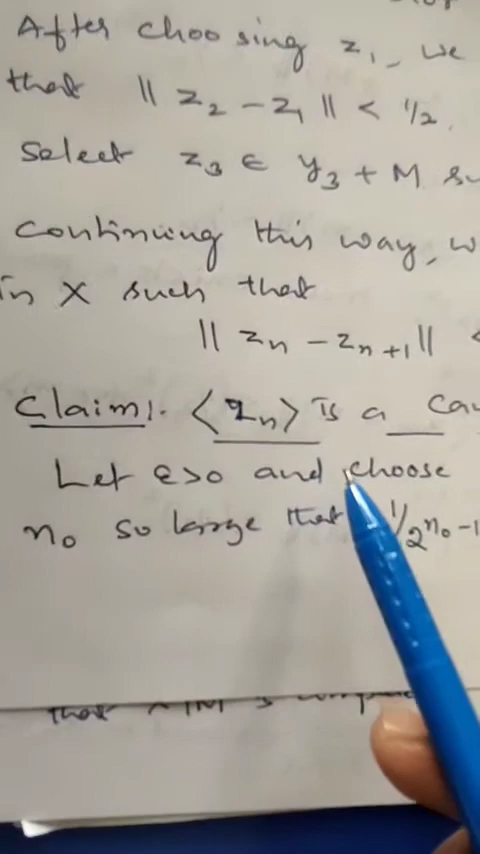 After choosing z₁, we
that || z₂ - z₁ || < 1/2.
Select z₃ ∈ y₃ + M
Continuing this way,
in X such that
|| zₙ - zₙ₊₁ || <
Claim:- ⟨zₙ⟩ is a
Let ε>0 and choose
n₀ so large that 1/2^{n₀-1}
that